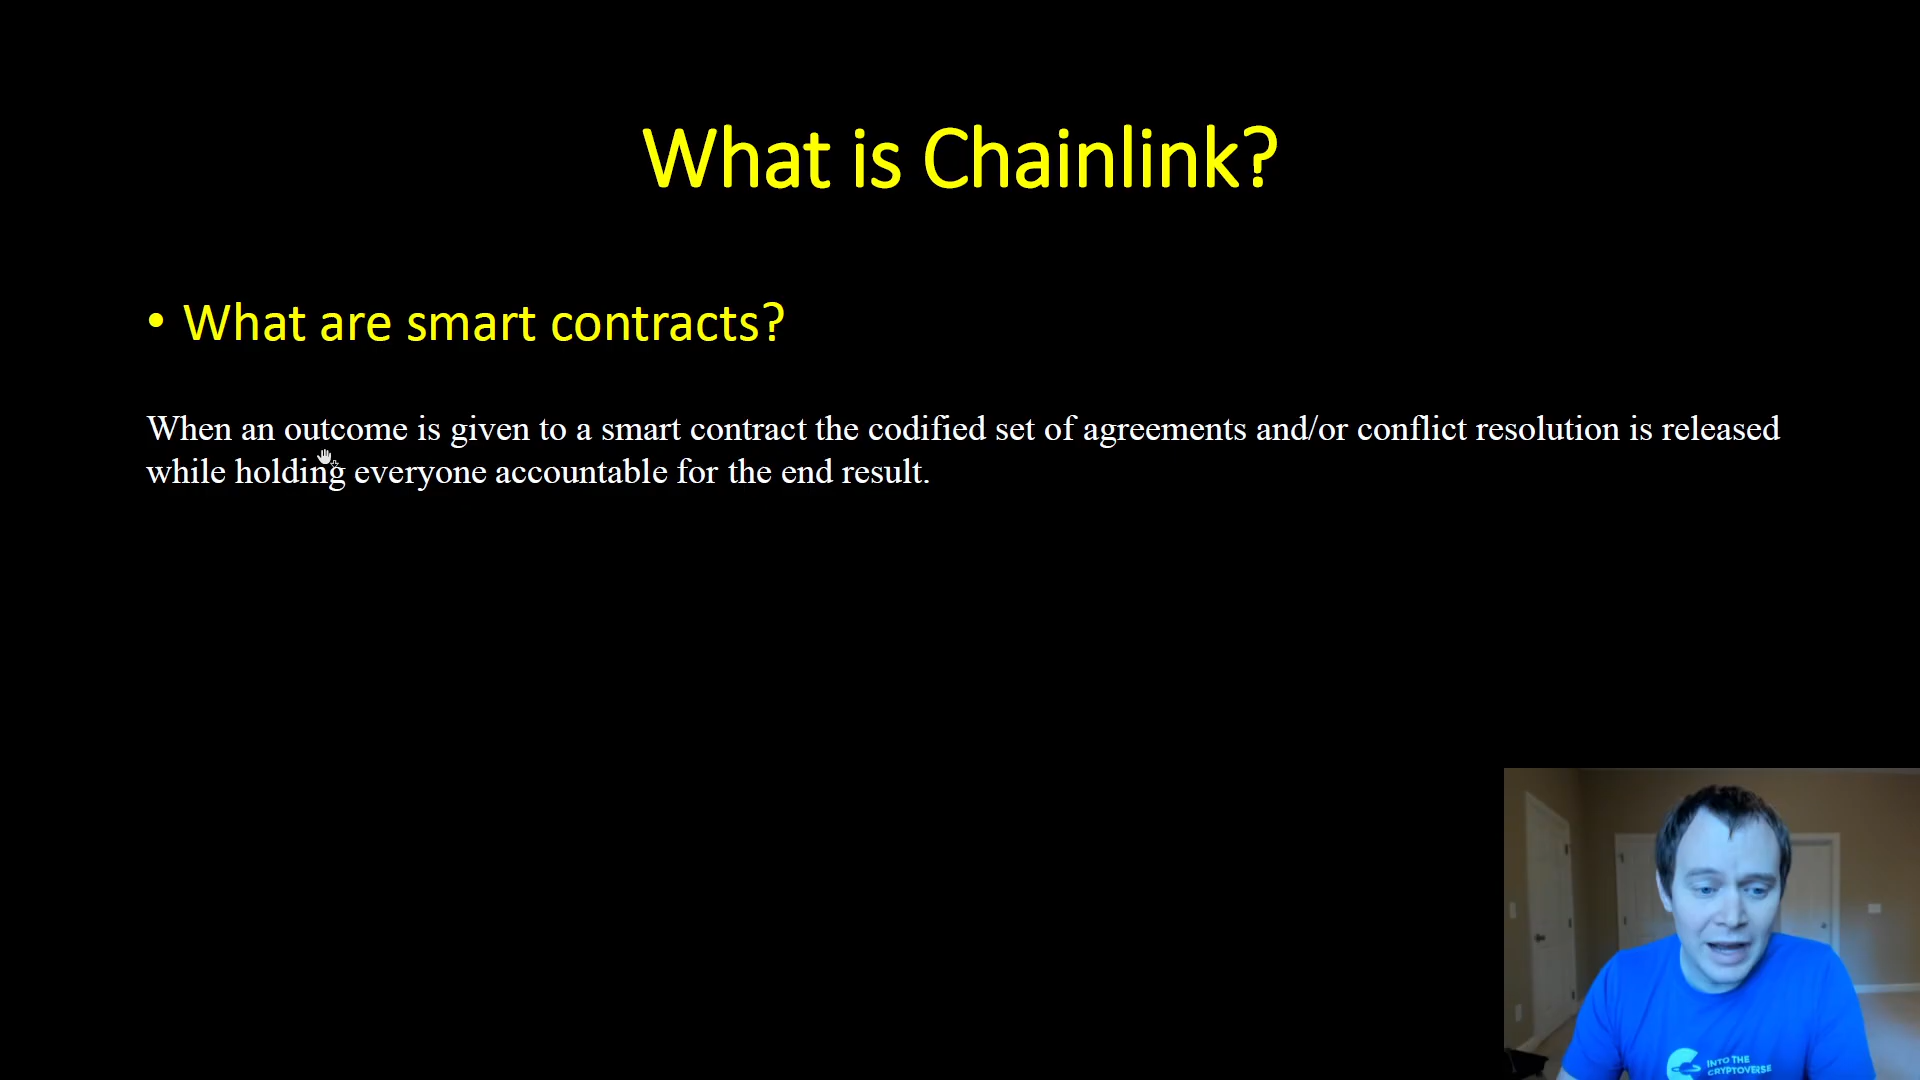 What is Chainlink?
• What are smart contracts?
When an outcome is given to a smart contract the codified set of agreements and/or conflict resolution is released
while holding everyone accountable for the end result.
INTO THE
CRYPTOVERSE